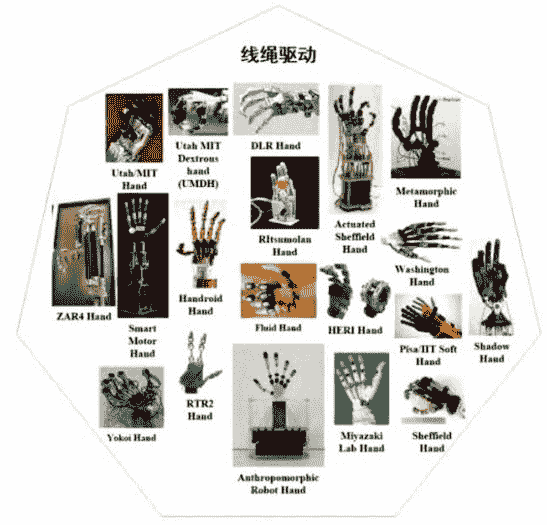 线绳驱动
Utah/MIT
Hand
Utah MIT
Dextrous
hand
(UMDH)
DLR Hand
Actuated
Sheffield
Hand
Metamorphic
Hand
RItsumolan
Hand
Washington
Hand
ZAR4 Hand
Smart
Motor
Hand
Handroid
Hand
Fluid Hand
HERI Hand
Pisa/IIT Soft
Hand
Shadow
Hand
Yokoi Hand
RTR2
Hand
Anthropomorphic
Robot Hand
Miyazaki
Lab Hand
Sheffield
Hand